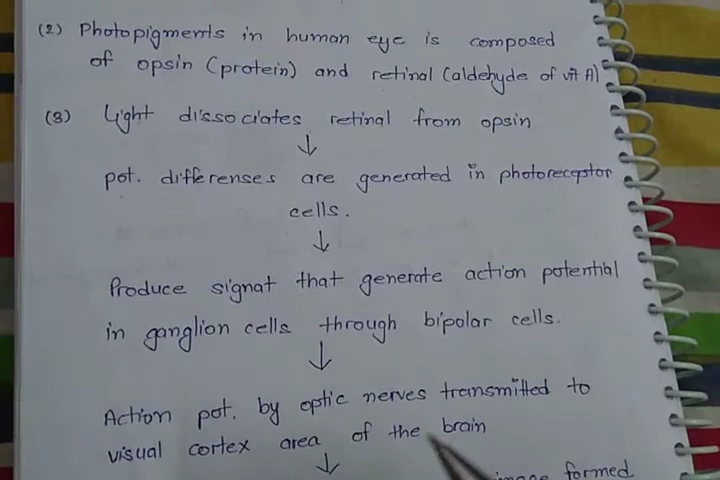 (2) Photopigments in human eye is composed
of opsin (protein) and retinal (aldehyde of vit A)
(3) Light dissociates retinal from opsin
↓
pot. differenses are generated in photoreceptor
cells.
↓
Produce signat that generate action potential
in ganglion cells through bipolar cells.
↓
Action pot. by optic nerves transmitted to
visual cortex area of the brain
↓
image formed